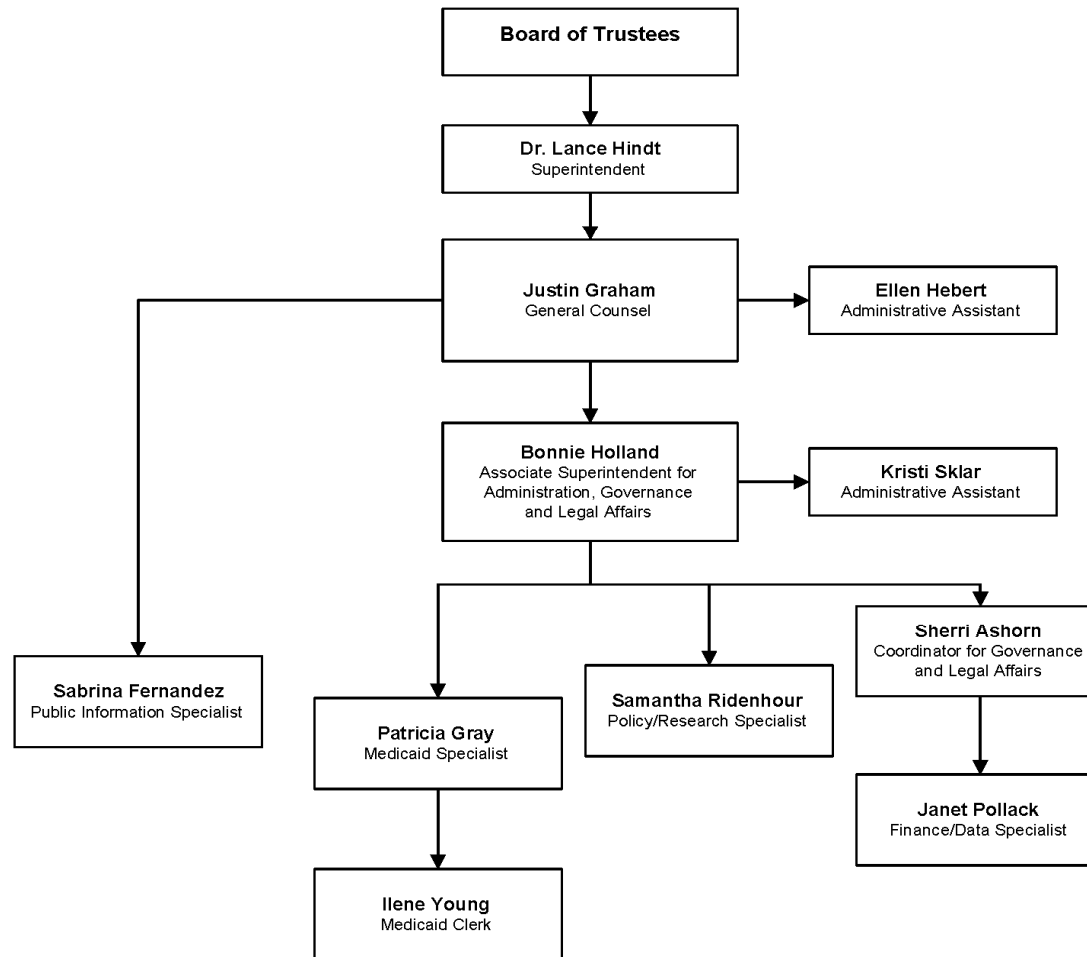 Board of Trustees
Dr. Lance Hindt
Superintendent
Justin Graham
General Counsel
Ellen Hebert
Administrative Assistant
Bonnie Holland
Associate Superintendent for
Administration, Governance
and Legal Affairs
Kristi Sklar
Administrative Assistant
Sherri Ashorn
Coordinator for Governance
and Legal Affairs
Sabrina Fernandez
Public Information Specialist
Samantha Ridenhour
Policy/Research Specialist
Patricia Gray
Medicaid Specialist
Janet Pollack
Finance/Data Specialist
Ilene Young
Medicaid Clerk